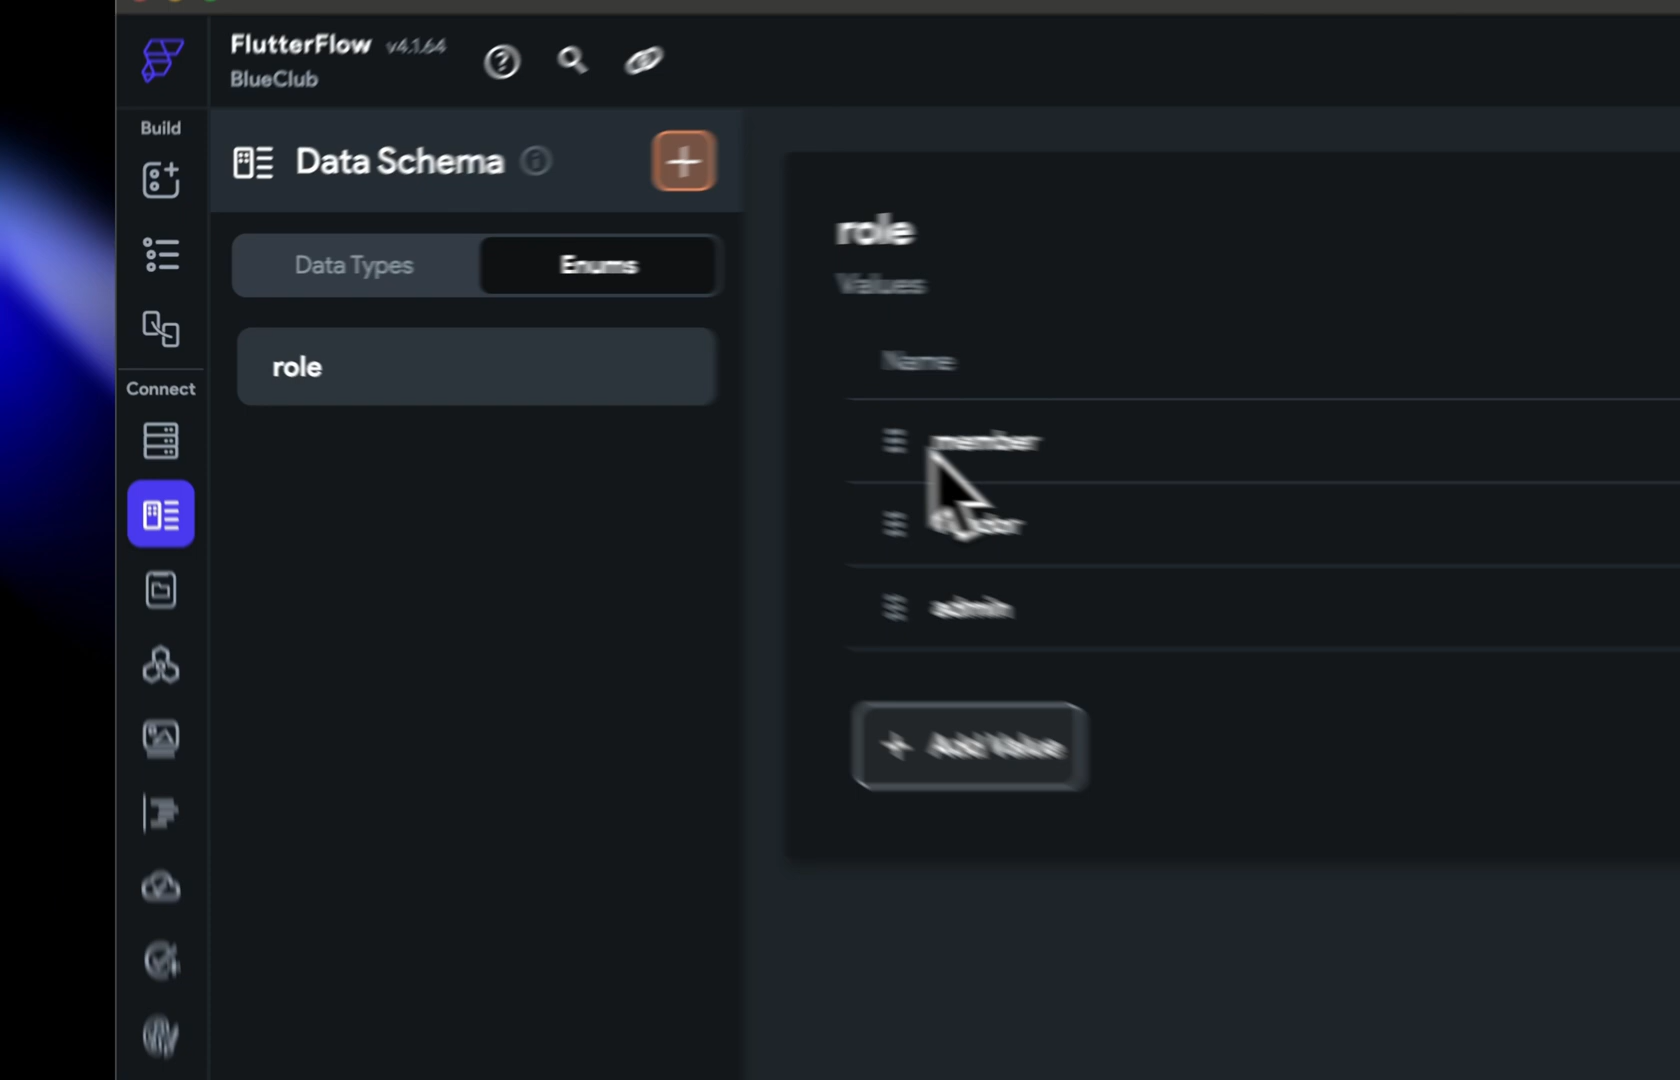 FlutterFlow v4.1.64
BlueClub
Build
Data Schema
Data Types
Enums
role
Connect
role
Values
Name
member
admin
+ Add Value